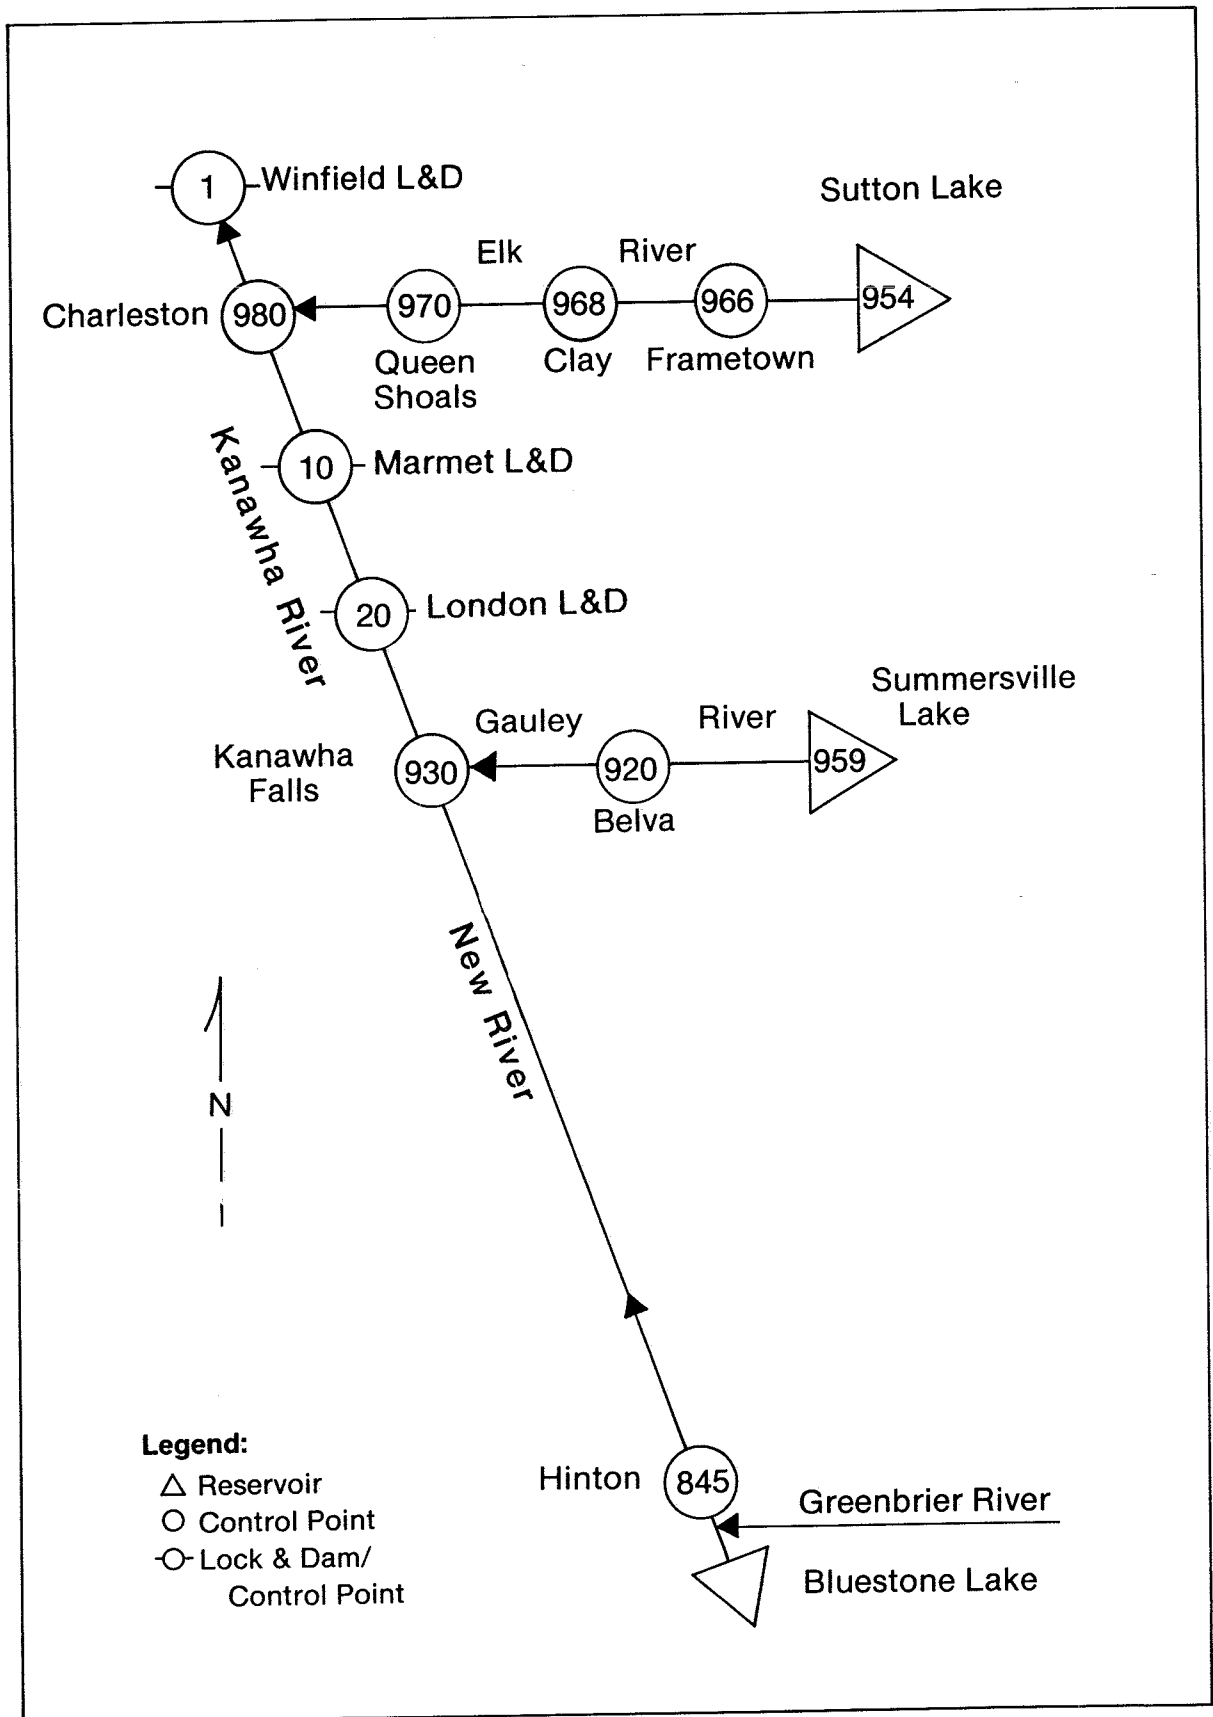 1
Winfield L&D
Sutton Lake
Elk River
Charleston 980
970
968
966
954
Queen
Shoals
Clay
Frametown
Kanawha River
10
Marmet L&D
20
London L&D
Summersville
Lake
Gauley River
Kanawha
Falls
930
920
959
Belva
New River
N
Legend:
Reservoir
Control Point
Lock & Dam/
Control Point
Hinton 845
Greenbrier River
Bluestone Lake